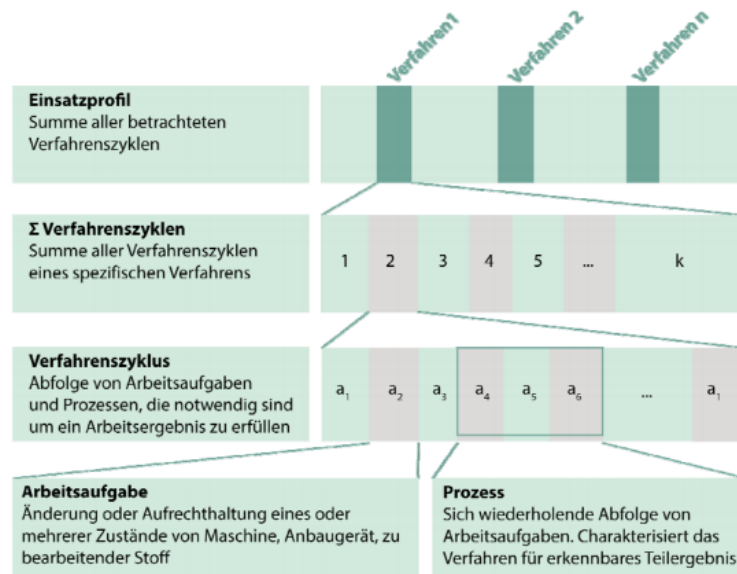 Verfahren 1
Verfahren 2
Verfahren n
Einsatzprofil
Summe aller betrachteten
Verfahrenszyklen
Σ Verfahrenszyklen
Summe aller Verfahrenszyklen
eines spezifischen Verfahrens
1 2 3 4 5 ... k
Verfahrenszyklus
Abfolge von Arbeitsaufgaben
und Prozessen, die notwendig sind
um ein Arbeitsergebnis zu erfüllen
a₁ a₂ a₃ a₄ a₅ a₆ ... a₁
Arbeitsaufgabe
Änderung oder Aufrechthaltung eines oder
mehrerer Zustände von Maschine, Anbaugerät, zu
bearbeitender Stoff
Prozess
Sich wiederholende Abfolge von
Arbeitsaufgaben. Charakterisiert das
Verfahren für erkennbares Teilergebnis